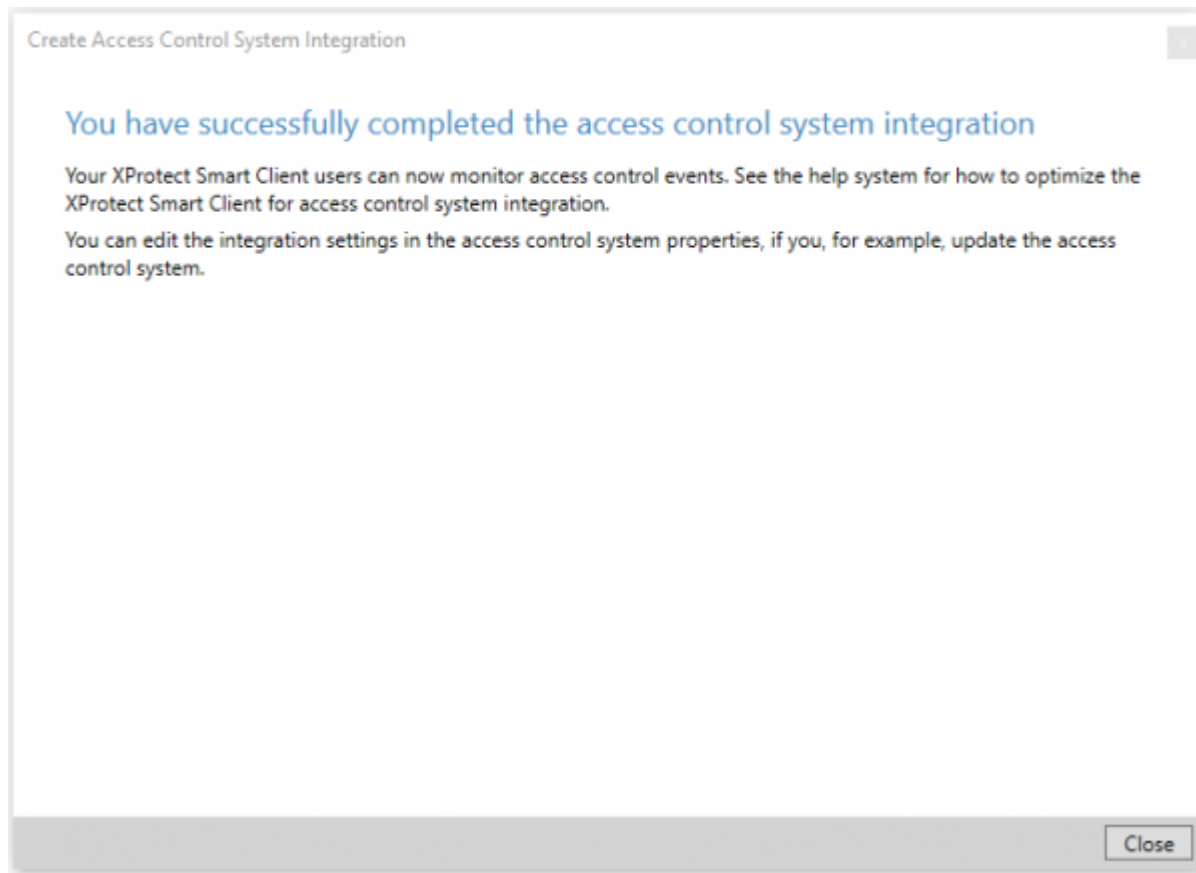 Create Access Control System Integration
You have successfully completed the access control system integration
Your XProtect Smart Client users can now monitor access control events. See the help system for how to optimize the
XProtect Smart Client for access control system integration.
You can edit the integration settings in the access control system properties, if you, for example, update the access
control system.
Close